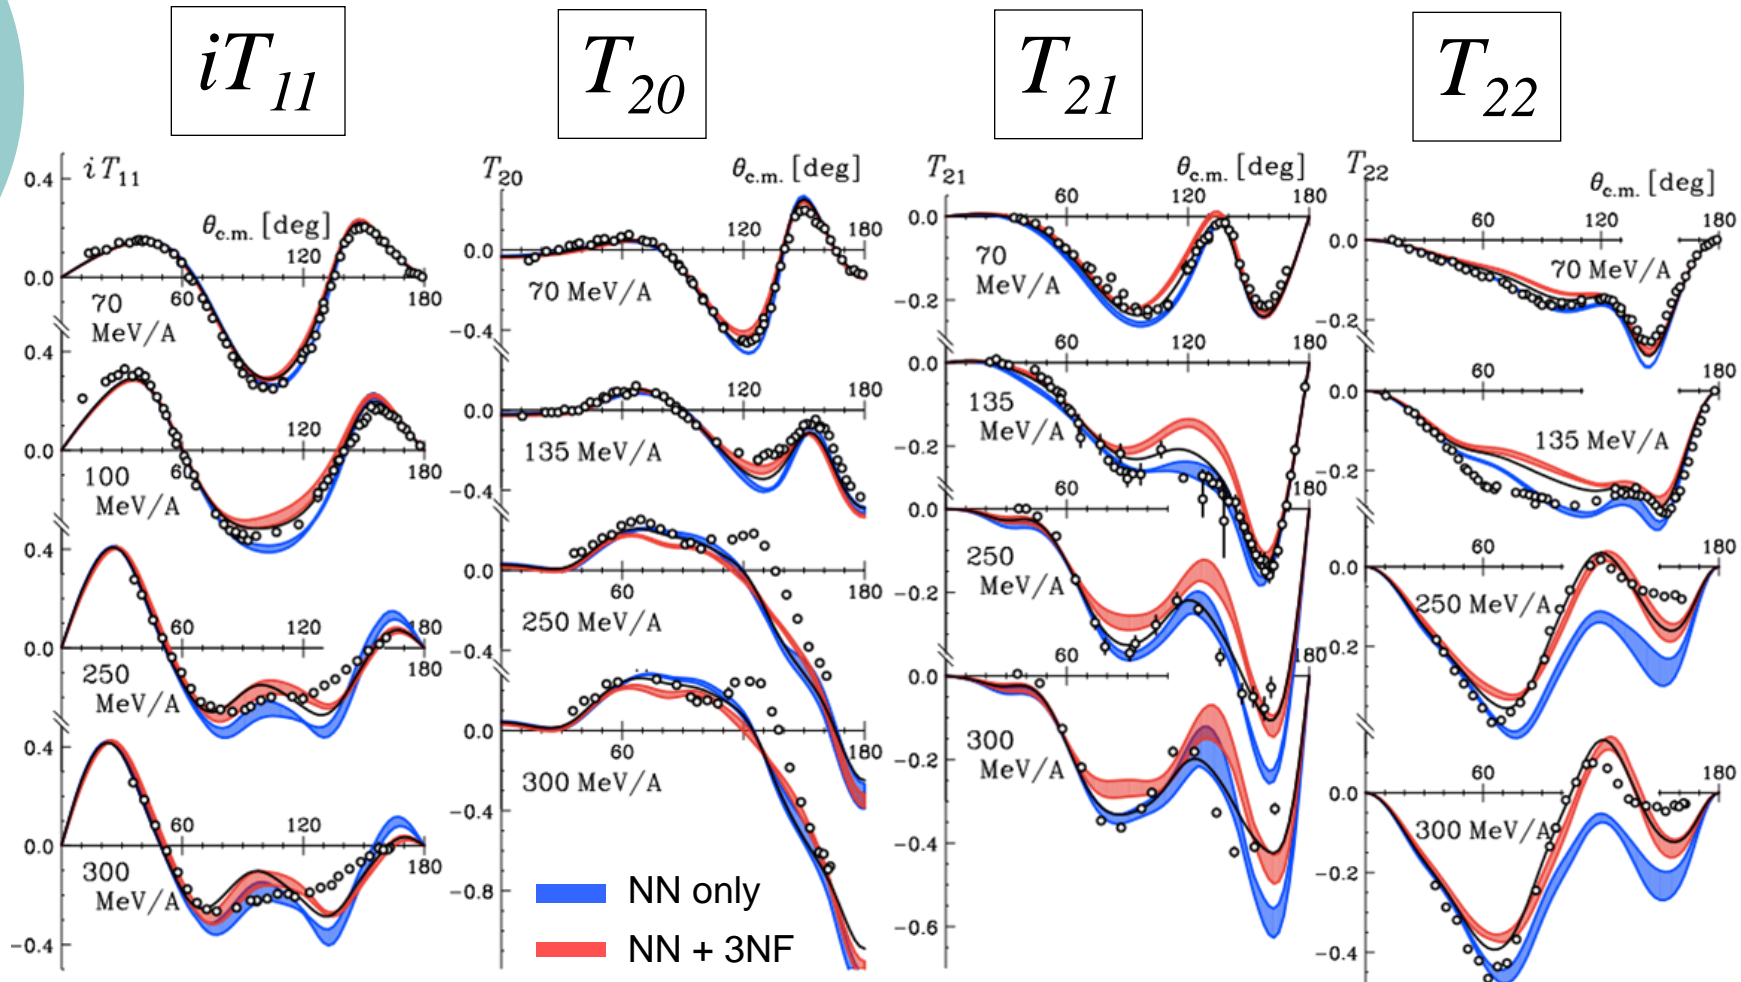 iT11
T20
T21
T22
iT11
0.4
θc.m. [deg]
120
0.0
60
180
70
MeV/A
0.4
120
0.0
60
180
100
MeV/A
0.4
60
120
180
0.0
180
250
MeV/A
0.4
60
120
0.0
180
300
MeV/A
−0.4
T20
θc.m. [deg]
120
180
0.0
70 MeV/A
−0.4
120
180
0.0
135 MeV/A
−0.4
0.0
60
180
250 MeV/A
−0.4
0.0
60
180
300 MeV/A
−0.4
−0.8
NN only
NN + 3NF
T21
θc.m. [deg]
60
120
180
0.0
70
MeV/A
−0.2
60
120
180
0.0
135
MeV/A
−0.2
60
180
0.0
250
MeV/A
−0.2
60
180
0.0
300
MeV/A
−0.2
−0.4
−0.6
T22
θc.m. [deg]
60
120
180
0.0
70 MeV/A
−0.2
60
180
0.0
135 MeV/A
−0.2
60
180
0.0
250 MeV/A
−0.2
60
180
0.0
300 MeV/A
−0.2
−0.4